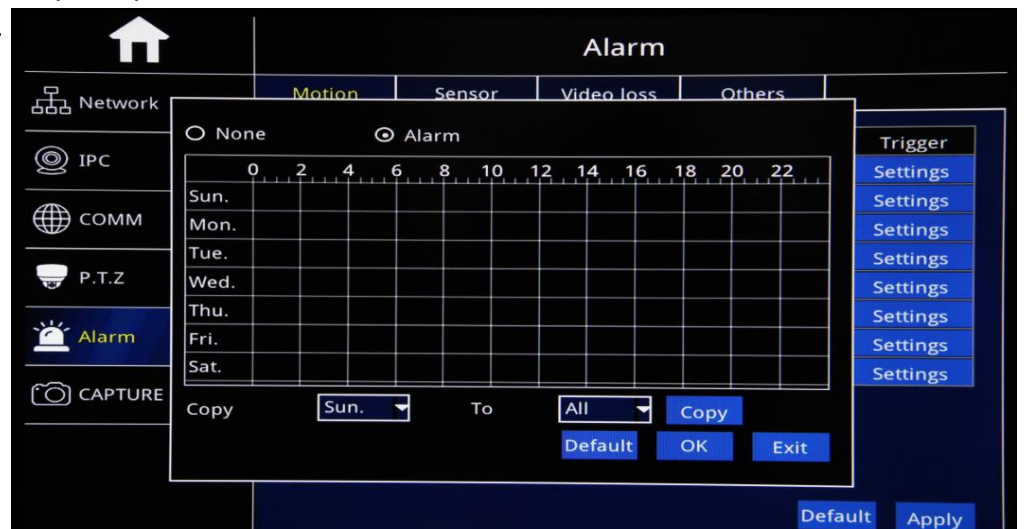 Alarm
Network
IPC
COMM
P.T.Z
Alarm
CAPTURE
Motion Sensor Video loss Others
None Alarm
0 2 4 6 8 10 12 14 16 18 20 22
Sun.
Mon.
Tue.
Wed.
Thu.
Fri.
Sat.
Copy Sun. To All Copy
Default OK Exit
Trigger
Settings
Settings
Settings
Settings
Settings
Settings
Settings
Settings
Default Apply